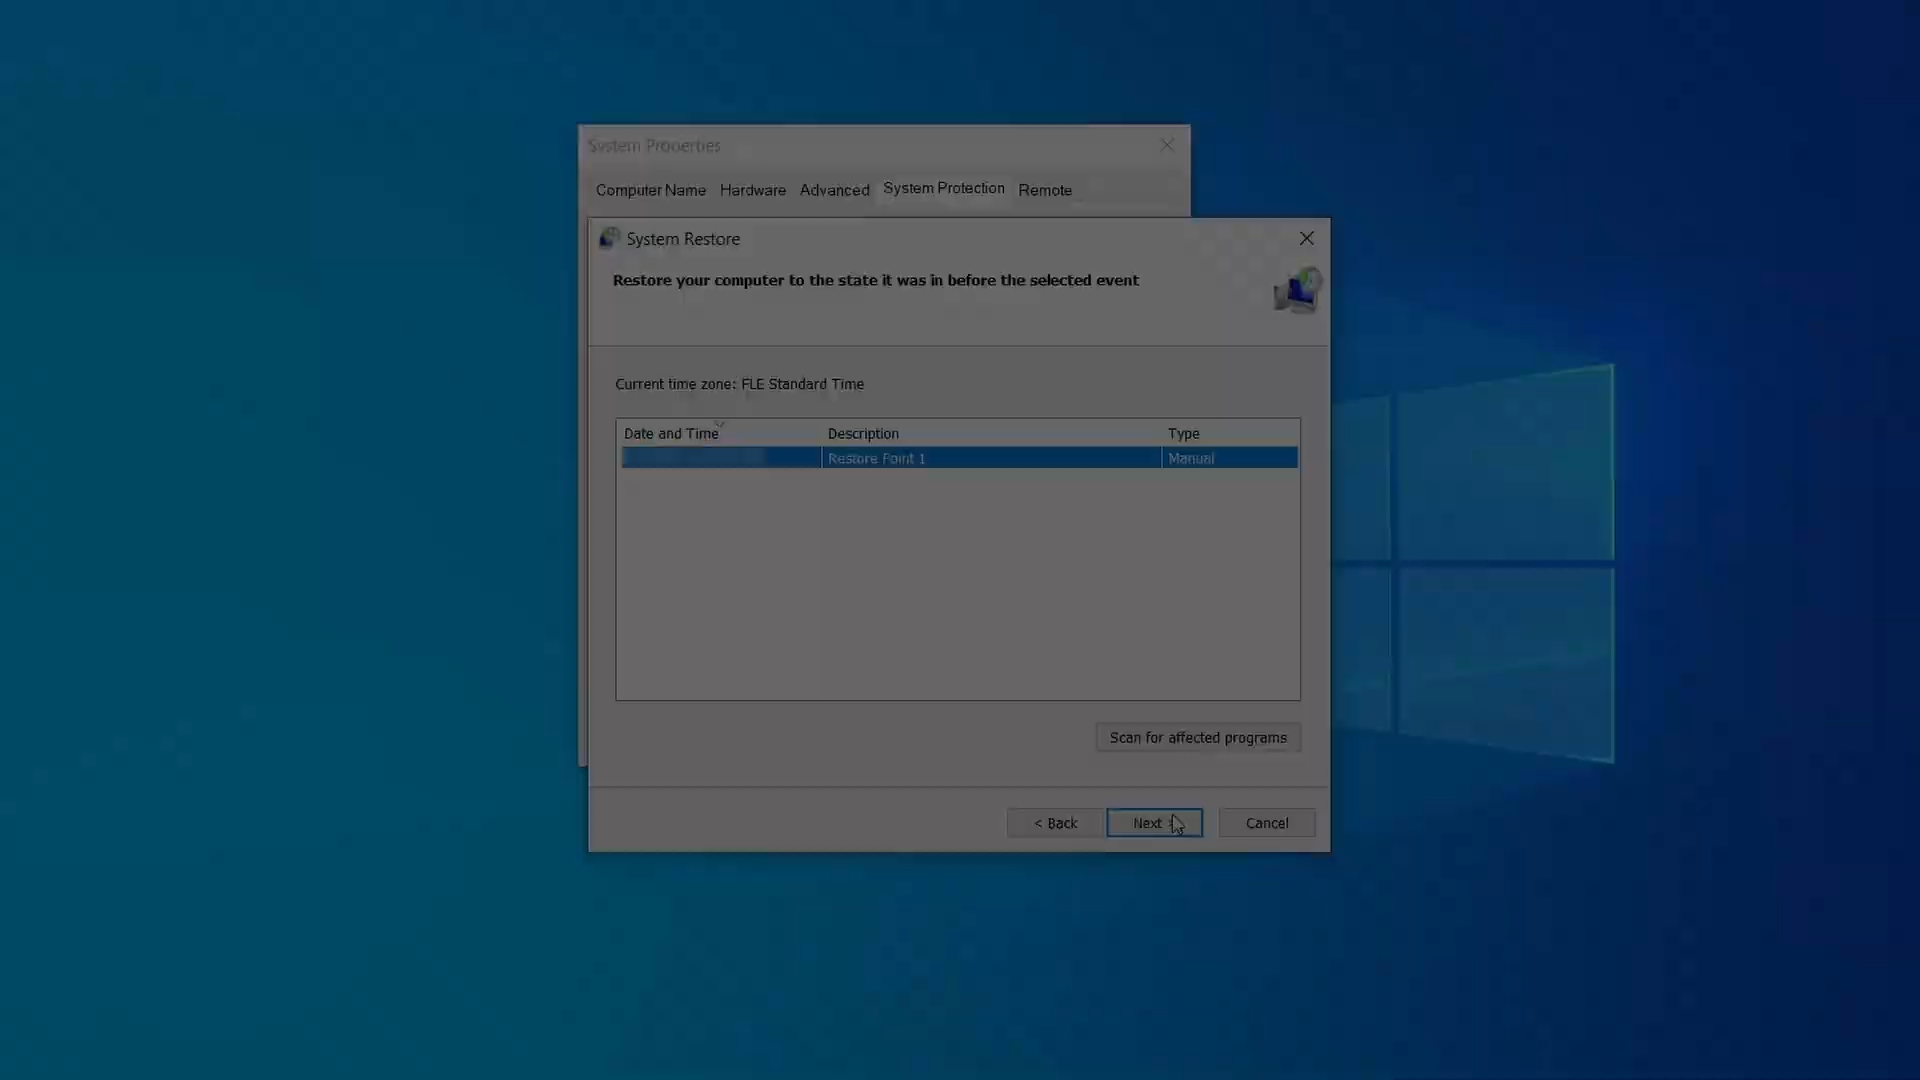 System Properties
Computer Name Hardware Advanced System Protection Remote
System Restore
Restore your computer to the state it was in before the selected event
Current time zone: FLE Standard Time
Date and Time Description Type
Restore Point 1 Manual
Scan for affected programs
< Back Next > Cancel